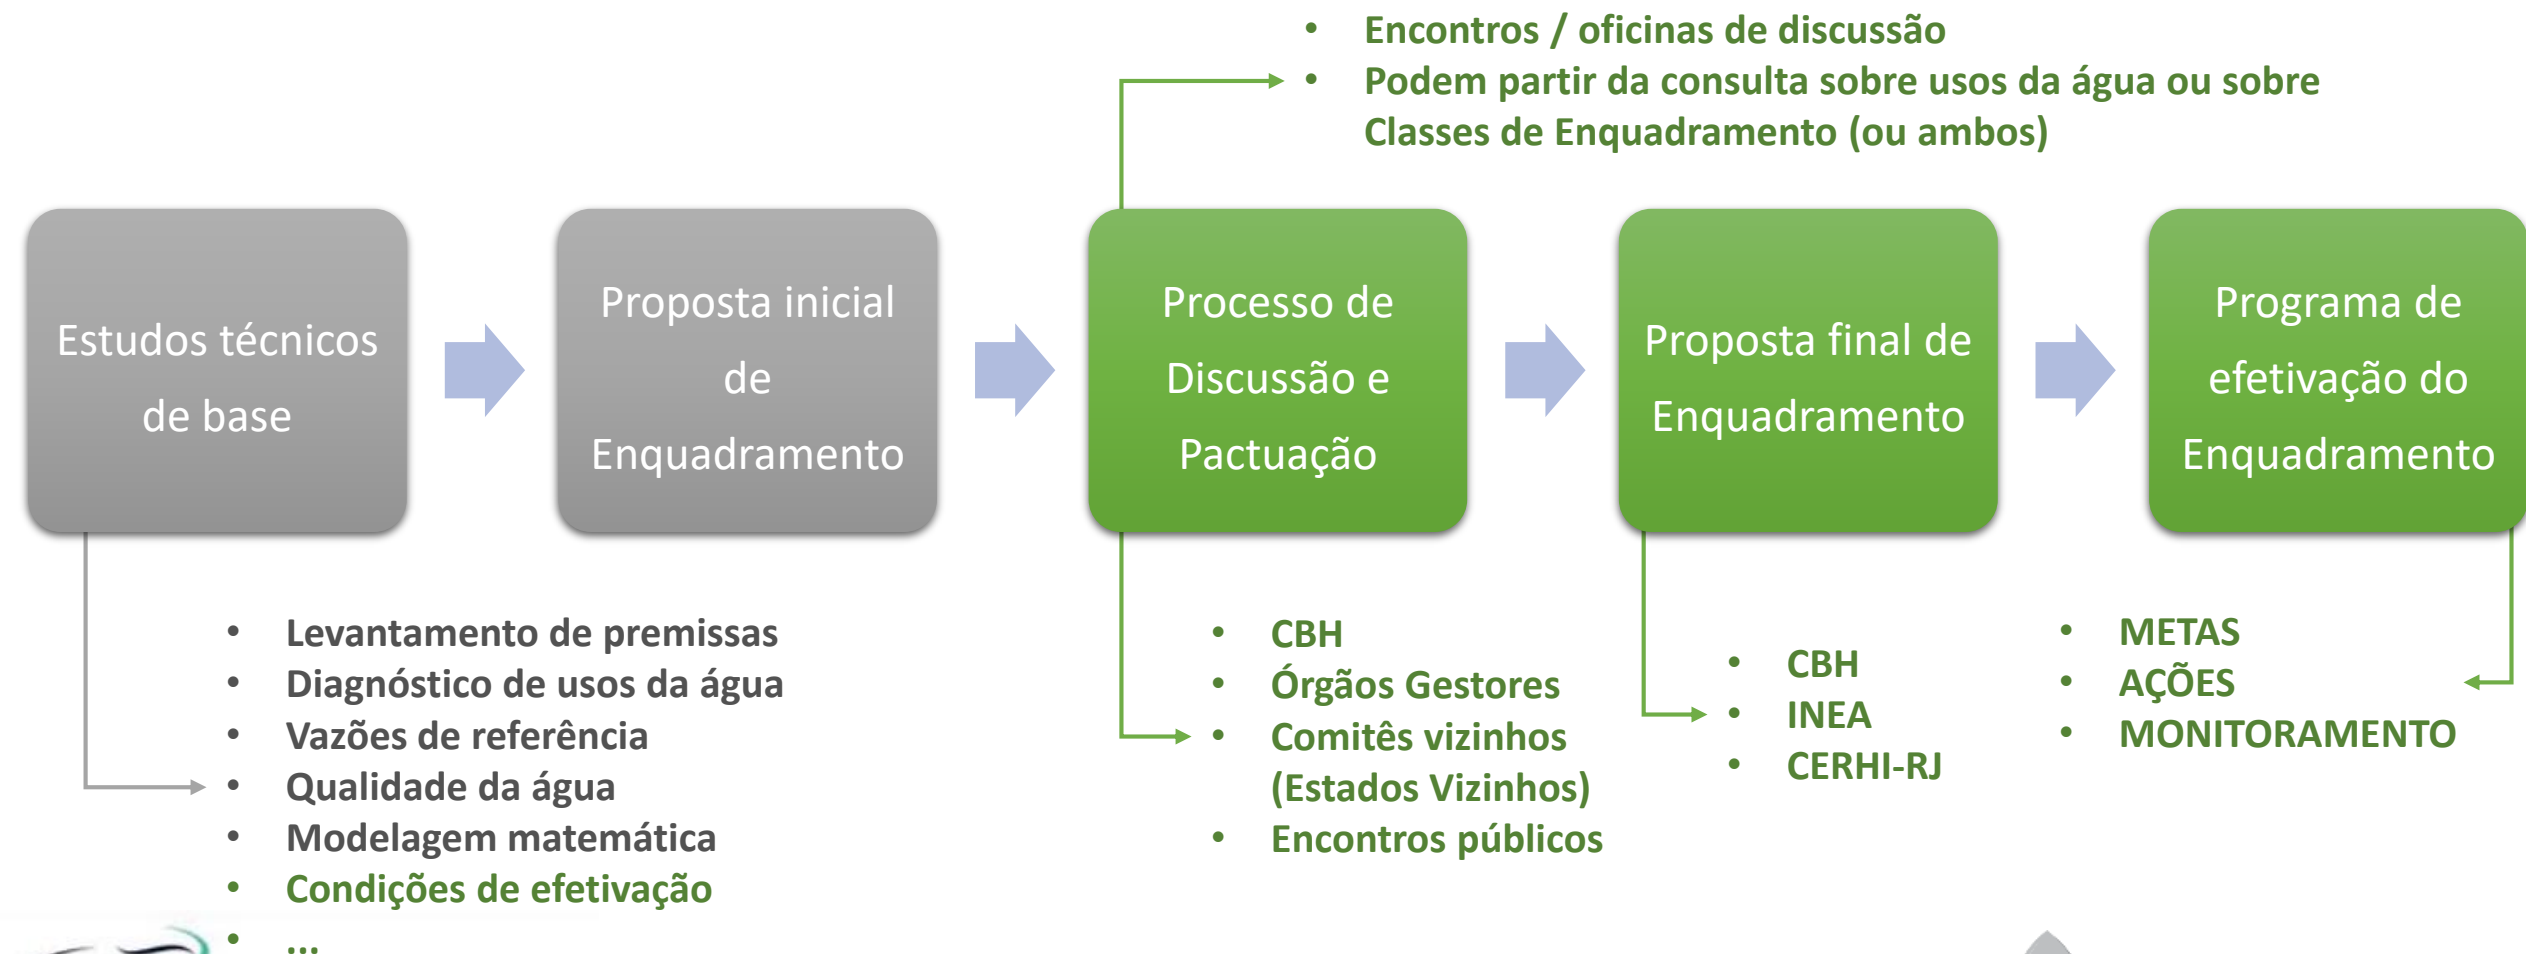 • Encontros / oficinas de discussão
• Podem partir da consulta sobre usos da água ou sobre
Classes de Enquadramento (ou ambos)
Estudos técnicos
de base
Proposta inicial
de
Enquadramento
Processo de
Discussão e
Pactuação
Proposta final de
Enquadramento
Programa de
efetivação do
Enquadramento
• Levantamento de premissas
• Diagnóstico de usos da água
• Vazões de referência
• Qualidade da água
• Modelagem matemática
• Condições de efetivação
• ...
• CBH
• Órgãos Gestores
• Comitês vizinhos
(Estados Vizinhos)
• Encontros públicos
• CBH
• INEA
• CERHI-RJ
• METAS
• AÇÕES
• MONITORAMENTO